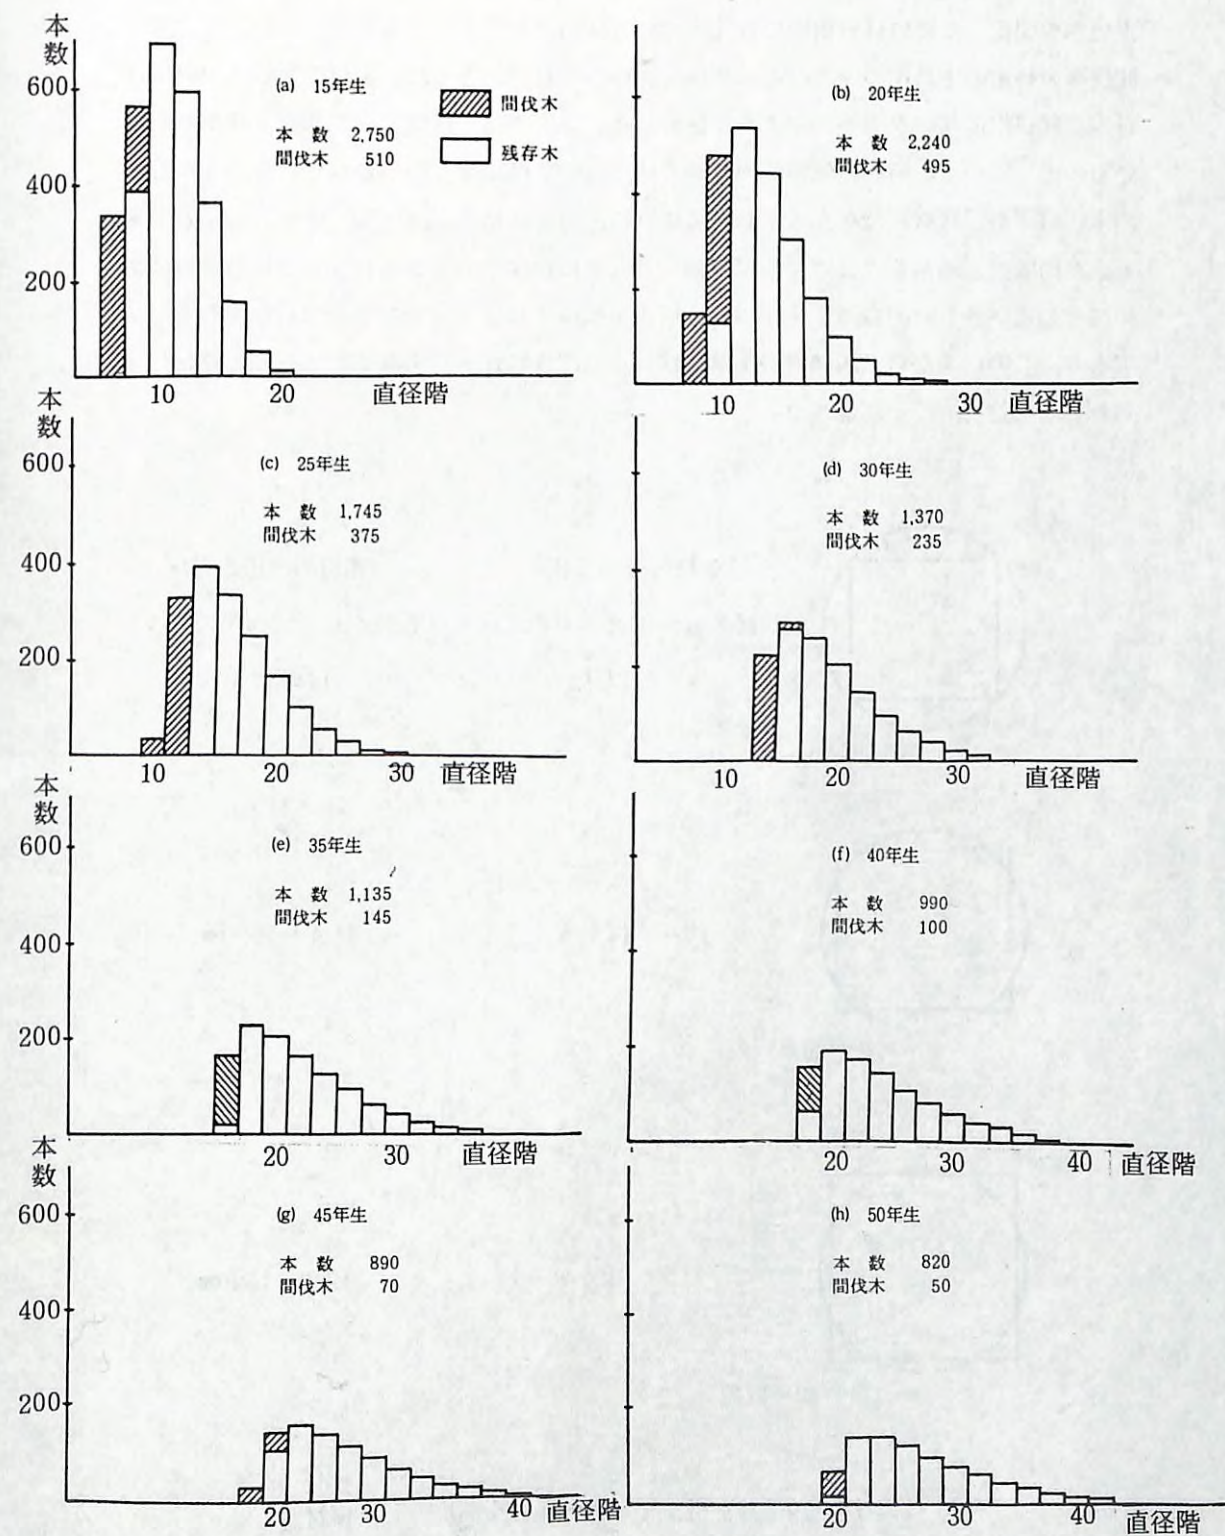 本数
600
400
200
(a) 15年生
本 数 2,750
間伐木 510
間伐木
残存木
10 20 直径階
(b) 20年生
本 数 2,240
間伐木 495
10 20 30 直径階
本数
600
400
200
(c) 25年生
本 数 1,745
間伐木 375
10 20 30 直径階
(d) 30年生
本 数 1,370
間伐木 235
10 20 30 直径階
本数
600
400
200
(e) 35年生
本 数 1,135
間伐木 145
20 30 直径階
(f) 40年生
本 数 990
間伐木 100
20 30 40 直径階
本数
600
400
200
(g) 45年生
本 数 890
間伐木 70
20 30 40 直径階
(h) 50年生
本 数 820
間伐木 50
20 30 40 直径階